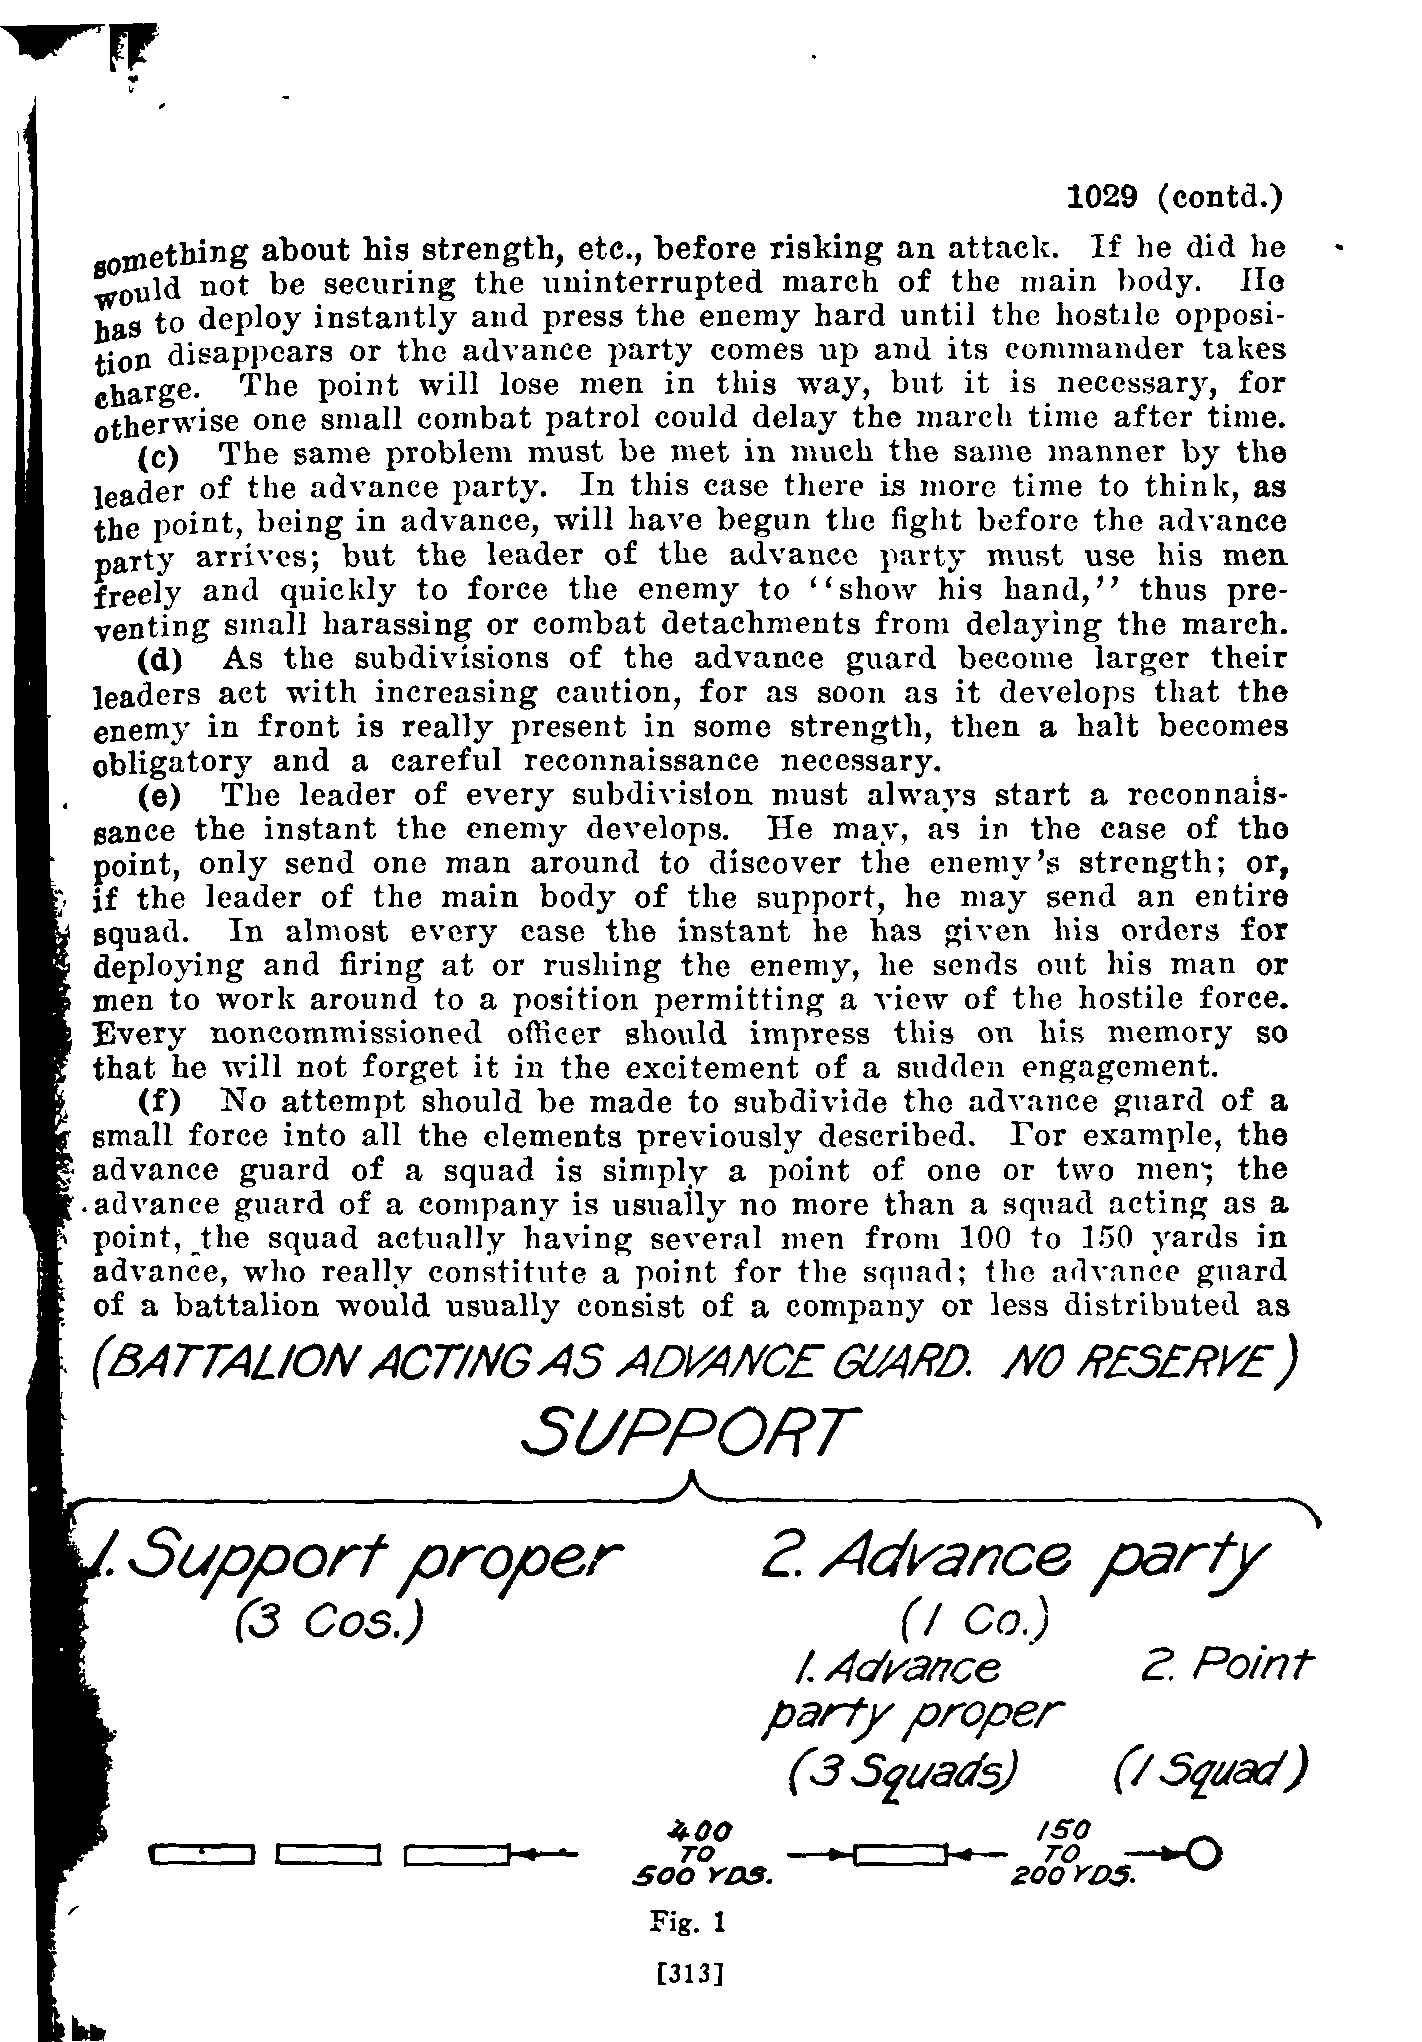 1029 (contd.)
something about his strength, etc., before risking an attack. If he did he
would not be securing the uninterrupted march of the main body. He
has to deploy instantly and press the enemy hard until the hostile opposi-
tion disappears or the advance party comes up and its commander takes
charge. The point will lose men in this way, but it is necessary, for
otherwise one small combat patrol could delay the march time after time.
(c) The same problem must be met in much the same manner by the
leader of the advance party. In this case there is more time to think, as
the point, being in advance, will have begun the fight before the advance
party arrives; but the leader of the advance party must use his men
freely and quickly to force the enemy to "show his hand," thus pre-
venting small harassing or combat detachments from delaying the march.
(d) As the subdivisions of the advance guard become larger their
leaders act with increasing caution, for as soon as it develops that the
enemy in front is really present in some strength, then a halt becomes
obligatory and a careful reconnaissance necessary.
(e) The leader of every subdivision must always start a reconnais-
sance the instant the enemy develops. He may, as in the case of the
point, only send one man around to discover the enemy's strength; or,
if the leader of the main body of the support, he may send an entire
squad. In almost every case the instant he has given his orders for
deploying and firing at or rushing the enemy, he sends out his man or
men to work around to a position permitting a view of the hostile force.
Every noncommissioned officer should impress this on his memory so
that he will not forget it in the excitement of a sudden engagement.
(f) No attempt should be made to subdivide the advance guard of a
small force into all the elements previously described. For example, the
advance guard of a squad is simply a point of one or two men; the
advance guard of a company is usually no more than a squad acting as a
point, the squad actually having several men from 100 to 150 yards in
advance, who really constitute a point for the squad; the advance guard
of a battalion would usually consist of a company or less distributed as
(BATTALION ACTING AS ADVANCE GUARD. NO RESERVE)
SUPPORT
1. Support proper
(3 Cos.)
2. Advance party
(1 Co.)
1. Advance
party proper
(3 Squads)
2. Point
(1 Squad)
400
TO
500 YDS.
150
TO
200 YDS.
Fig. 1
[313]